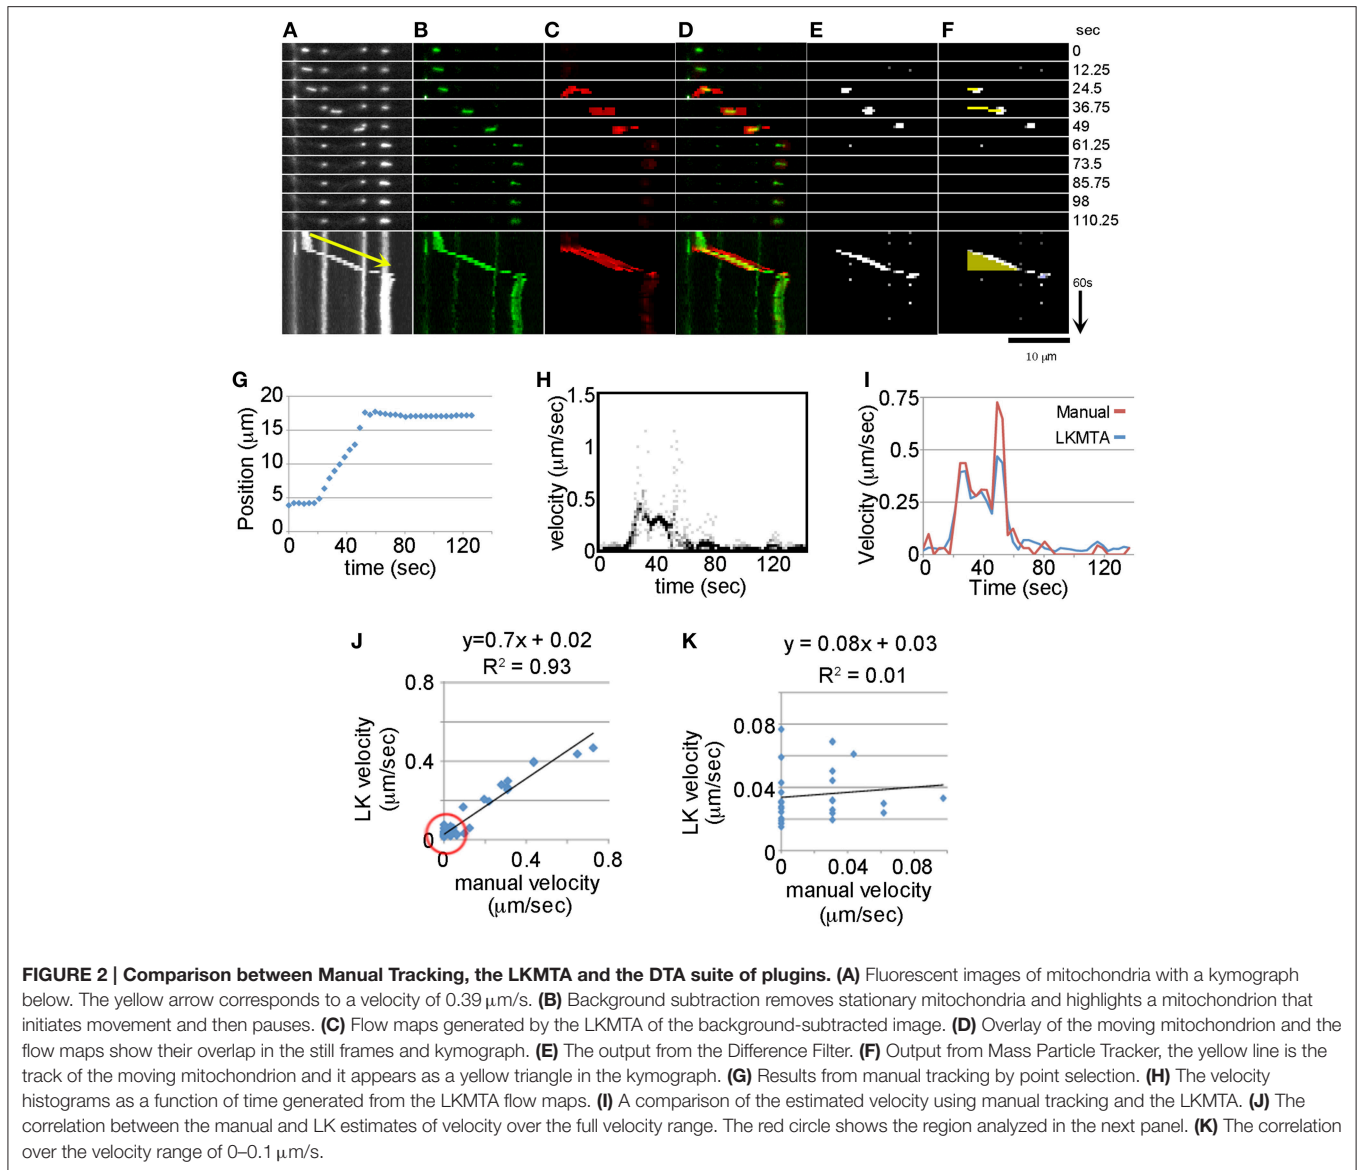 A B C D E F sec
0
12.25
24.5
36.75
49
61.25
73.5
85.75
98
110.25
60s
10 μm
G
20
15
10
5
0
Position (μm)
0 40 80 120
time (sec)
H
1.5
1
0.5
0
velocity (μm/sec)
0 40 80 120
time (sec)
I
0.75
0.5
0.25
0
Velocity (μm/sec)
Manual
LKMTA
0 40 80 120
Time (sec)
J
y=0.7x + 0.02
R² = 0.93
0.8
0.4
0
LK velocity
(μm/sec)
0 0.4 0.8
manual velocity
(μm/sec)
K
y = 0.08x + 0.03
R² = 0.01
0.08
0.04
0
LK velocity
(μm/sec)
0 0.04 0.08
manual velocity
(μm/sec)
FIGURE 2 | Comparison between Manual Tracking, the LKMTA and the DTA suite of plugins. (A) Fluorescent images of mitochondria with a kymograph
below. The yellow arrow corresponds to a velocity of 0.39 μm/s. (B) Background subtraction removes stationary mitochondria and highlights a mitochondrion that
initiates movement and then pauses. (C) Flow maps generated by the LKMTA of the background-subtracted image. (D) Overlay of the moving mitochondrion and the
flow maps show their overlap in the still frames and kymograph. (E) The output from the Difference Filter. (F) Output from Mass Particle Tracker, the yellow line is the
track of the moving mitochondrion and it appears as a yellow triangle in the kymograph. (G) Results from manual tracking by point selection. (H) The velocity
histograms as a function of time generated from the LKMTA flow maps. (I) A comparison of the estimated velocity using manual tracking and the LKMTA. (J) The
correlation between the manual and LK estimates of velocity over the full velocity range. The red circle shows the region analyzed in the next panel. (K) The correlation
over the velocity range of 0–0.1 μm/s.